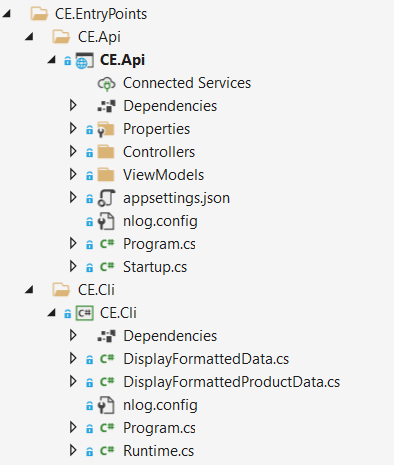 CE.EntryPoints
CE.Api
CE.Api
Connected Services
Dependencies
Properties
Controllers
ViewModels
appsettings.json
nlog.config
C# Program.cs
C# Startup.cs
CE.Cli
C# CE.Cli
Dependencies
C# DisplayFormattedData.cs
C# DisplayFormattedProductData.cs
nlog.config
C# Program.cs
C# Runtime.cs